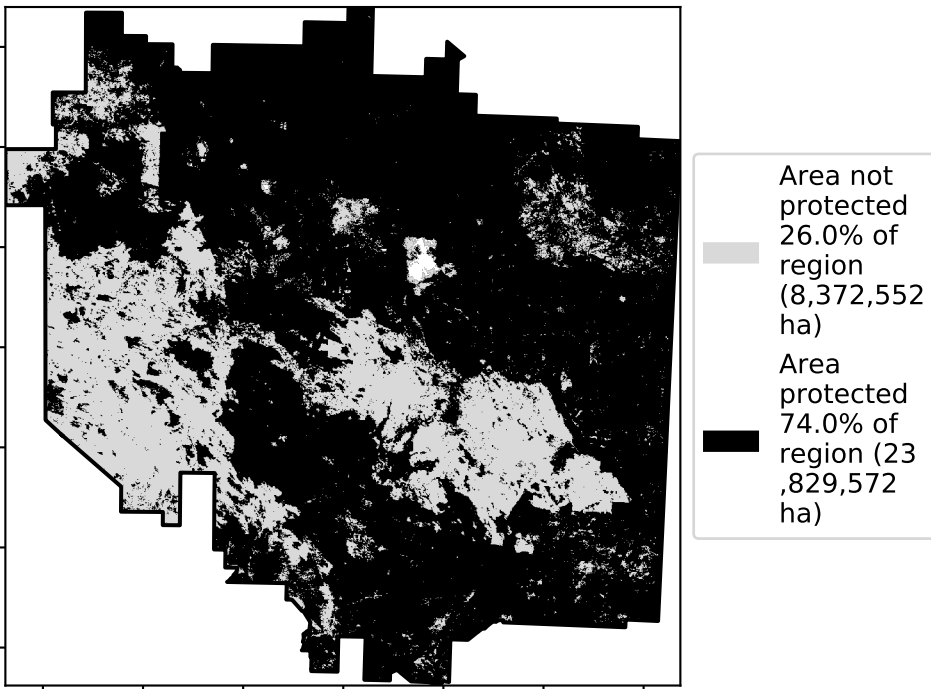 Area not
protected
26.0% of
region
(8,372,552
ha)
Area
protected
74.0% of
region (23
,829,572
ha)